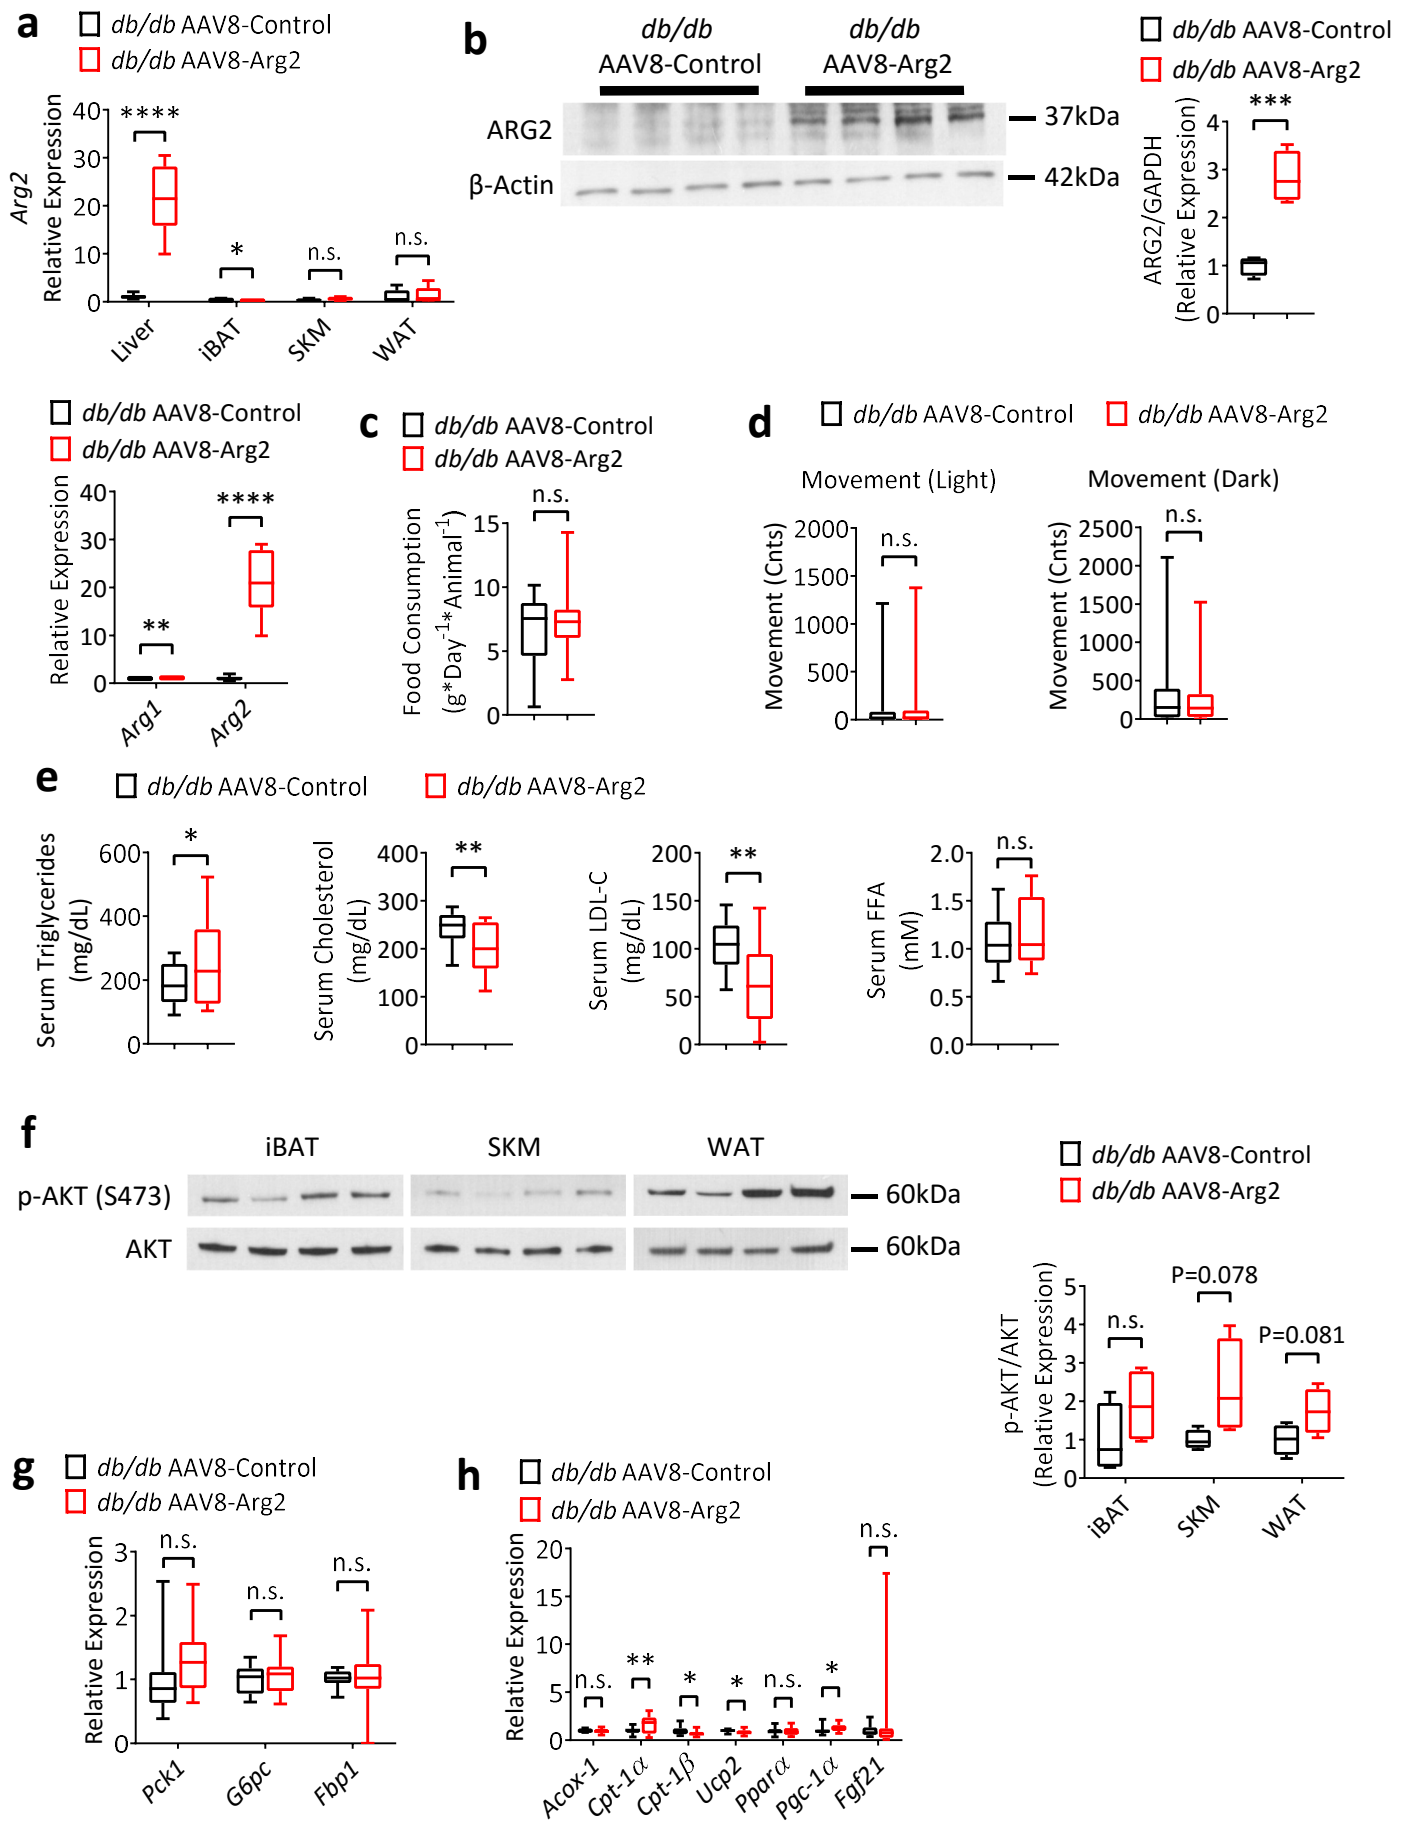 a
db/db AAV8-Control
db/db AAV8-Arg2
Arg2
Relative Expression
40
30
20
10
0
****
*
n.s.
n.s.
Liver
iBAT
SKM
WAT
b
db/db
AAV8-Control
db/db
AAV8-Arg2
ARG2
37kDa
β-Actin
42kDa
db/db AAV8-Control
db/db AAV8-Arg2
ARG2/GAPDH
(Relative Expression)
4
3
2
1
0
***
db/db AAV8-Control
db/db AAV8-Arg2
Relative Expression
40
30
20
10
0
**
****
Arg1
Arg2
c
db/db AAV8-Control
db/db AAV8-Arg2
Food Consumption
(g*Day⁻¹*Animal⁻¹)
15
10
5
0
n.s.
d
db/db AAV8-Control
db/db AAV8-Arg2
Movement (Light)
Movement (Cnts)
2000
1500
1000
500
0
n.s.
Movement (Dark)
Movement (Cnts)
2500
2000
1500
1000
500
0
n.s.
e
db/db AAV8-Control
db/db AAV8-Arg2
Serum Triglycerides
(mg/dL)
600
400
200
0
*
Serum Cholesterol
(mg/dL)
400
300
200
100
0
**
Serum LDL-C
(mg/dL)
200
150
100
50
0
**
Serum FFA
(mM)
2.0
1.5
1.0
0.5
0.0
n.s.
f
iBAT
SKM
WAT
p-AKT (S473)
60kDa
AKT
60kDa
db/db AAV8-Control
db/db AAV8-Arg2
p-AKT/AKT
(Relative Expression)
5
4
3
2
1
0
n.s.
P=0.078
P=0.081
iBAT
SKM
WAT
g
db/db AAV8-Control
db/db AAV8-Arg2
Relative Expression
3
2
1
0
n.s.
n.s.
n.s.
Pck1
G6pc
Fbp1
h
db/db AAV8-Control
db/db AAV8-Arg2
Relative Expression
20
15
10
5
0
n.s.
**
*
*
n.s.
*
n.s.
Acox-1
Cpt-1α
Cpt-1β
Ucp2
Pparα
Pgc-1α
Fgf21